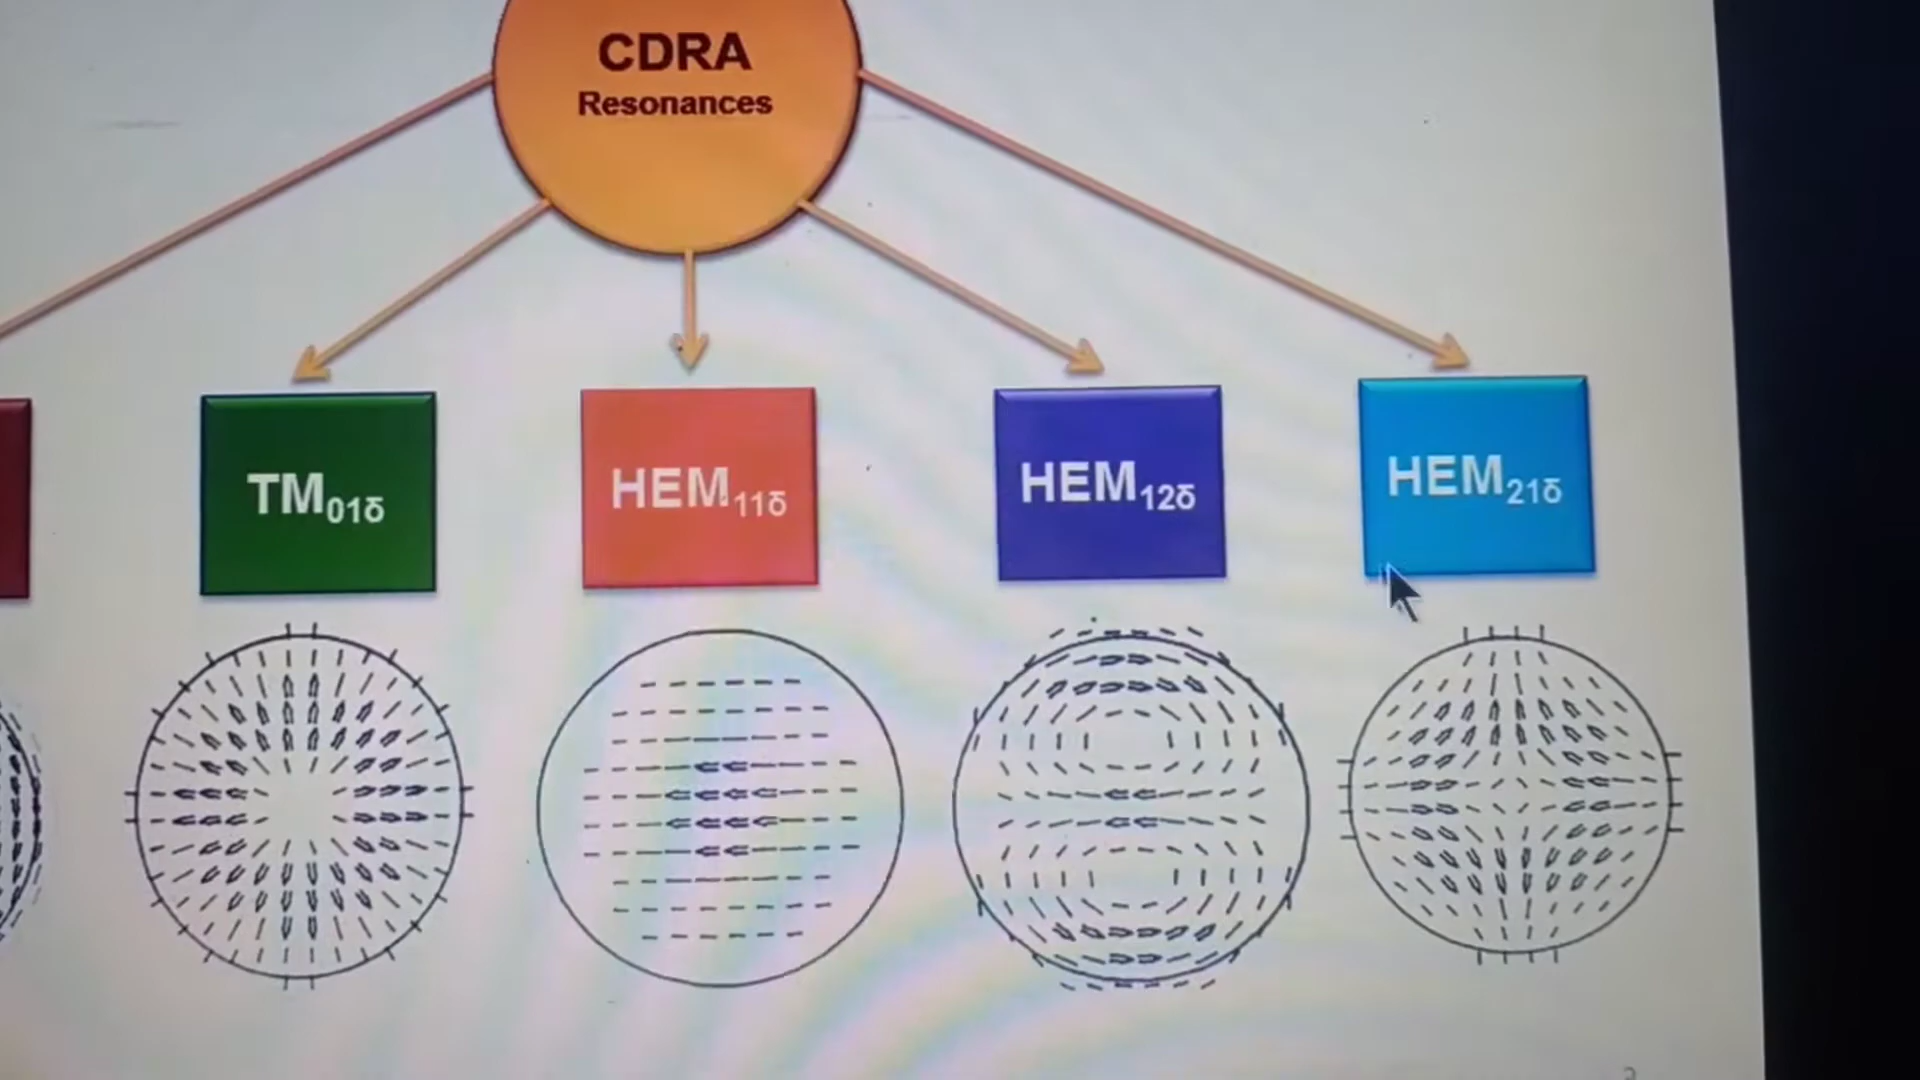 CDRA
Resonances
TM01δ
HEM11δ
HEM12δ
HEM21δ